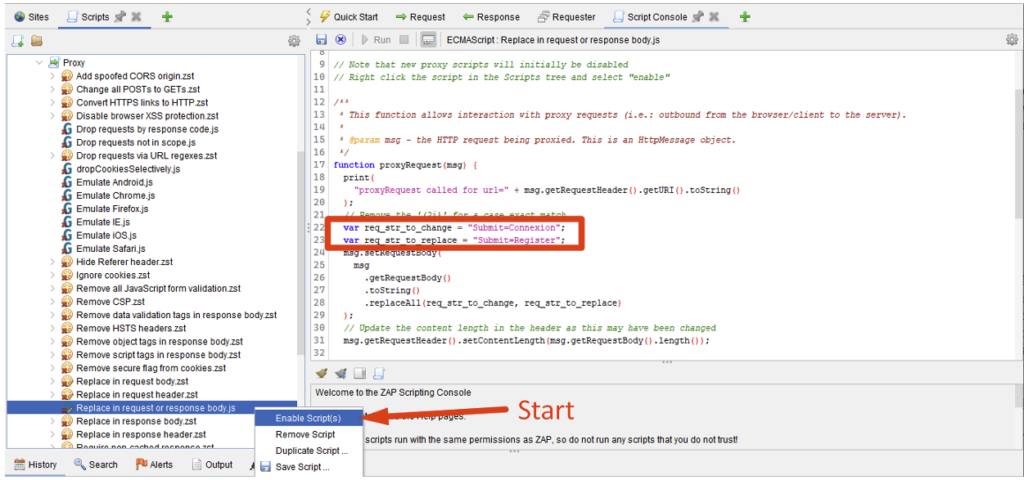 Sites
Scripts
Quick Start
Request
Response
Requester
Script Console
Run
ECMAScript : Replace in request or response body.js
Proxy
Add spoofed CORS origin.zst
Change all POSTs to GETs.zst
Convert HTTPS links to HTTP.zst
Disable browser XSS protection.zst
Drop requests by response code.js
Drop requests not in scope.js
Drop requests via URL regexes.zst
dropCookiesSelectively.js
Emulate Android.js
Emulate Chrome.js
Emulate Firefox.js
Emulate IE.js
Emulate iOS.js
Emulate Safari.js
Hide Referer header.zst
Ignore cookies.zst
Remove all JavaScript form validation.zst
Remove CSP.zst
Remove data validation tags in response body.zst
Remove HSTS headers.zst
Remove object tags in response body.zst
Remove script tags in response body.zst
Remove secure flag from cookies.zst
Replace in request body.zst
Replace in request header.zst
Replace in request or response body.js
Replace in response body.zst
Replace in response header.zst
Require non-cached response.zst
8
9 // Note that new proxy scripts will initially be disabled
10 // Right click the script in the Scripts tree and select "enable"
11
12 /**
13 * This function allows interaction with proxy requests (i.e.: outbound from the browser/client to the server).
14 *
15 * @param msg - the HTTP request being proxied. This is an HttpMessage object.
16 */
17 function proxyRequest(msg) {
18 print(
19 "proxyRequest called for url=" + msg.getRequestHeader().getURI().toString()
20 );
21 // Remove the '(?i)' for a case exact match
22 var req_str_to_change = "Submit=Connexion";
23 var req_str_to_replace = "Submit=Register";
24 msg.setRequestBody(
25 msg
26 .getRequestBody()
27 .toString()
28 .replaceAll(req_str_to_change, req_str_to_replace)
29 );
30 // Update the content length in the header as this may have been changed
31 msg.getRequestHeader().setContentLength(msg.getRequestBody().length());
32
Welcome to the ZAP Scripting Console
the Help pages.
scripts run with the same permissions as ZAP, so do not run any scripts that you do not trust!
Enable Script(s)
Remove Script
Duplicate Script ...
Save Script ...
Start
History
Search
Alerts
Output